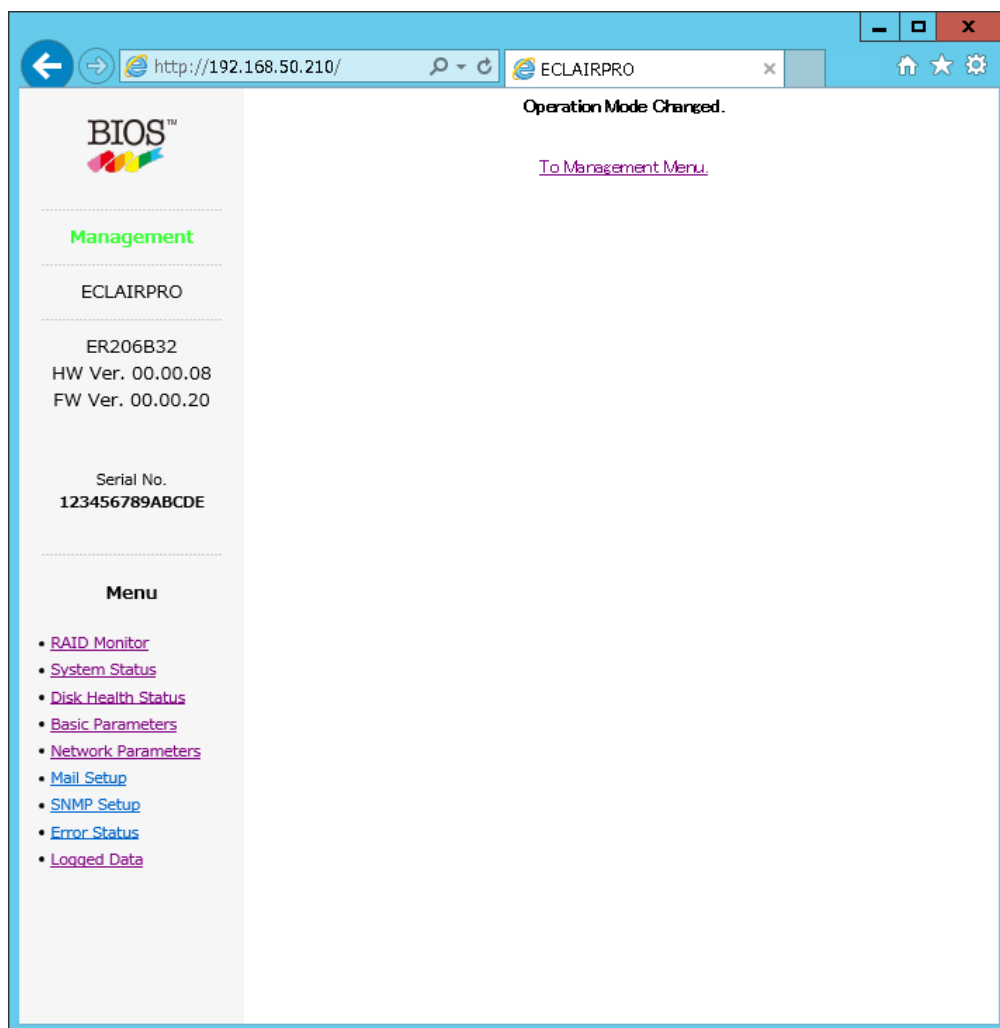 http://192.168.50.210/
ECLAIRPRO
BIOS™
Management
ECLAIRPRO
ER206B32
HW Ver. 00.00.08
FW Ver. 00.00.20
Serial No.
123456789ABCDE
Menu
• RAID Monitor
• System Status
• Disk Health Status
• Basic Parameters
• Network Parameters
• Mail Setup
• SNMP Setup
• Error Status
• Logged Data
Operation Mode Changed.
To Management Menu.